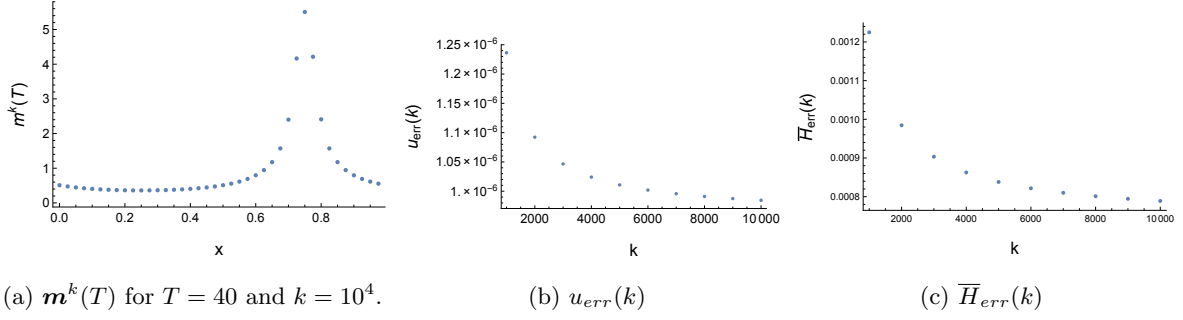 5
4
3
2
1
0
0.0 0.2 0.4 0.6 0.8
m^k(T)
x
1.25 × 10^-6
1.20 × 10^-6
1.15 × 10^-6
1.10 × 10^-6
1.05 × 10^-6
1. × 10^-6
2000 4000 6000 8000 10 000
u_err(k)
k
0.0012
0.0011
0.0010
0.0009
0.0008
2000 4000 6000 8000 10 000
H̅_err(k)
k
(a) m^k(T) for T = 40 and k = 10^4.
(b) u_err(k)
(c) H̅_err(k)